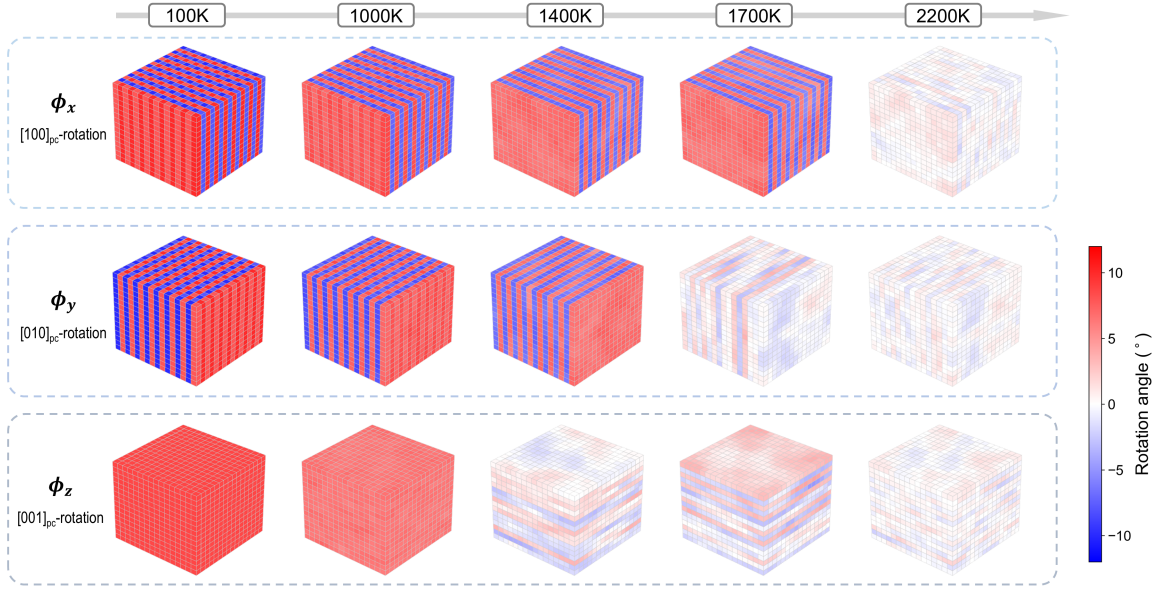 100K
1000K
1400K
1700K
2200K
ϕx
[100]pc-rotation
ϕy
[010]pc-rotation
ϕz
[001]pc-rotation
10
5
0
−5
−10
Rotation angle ( ° )